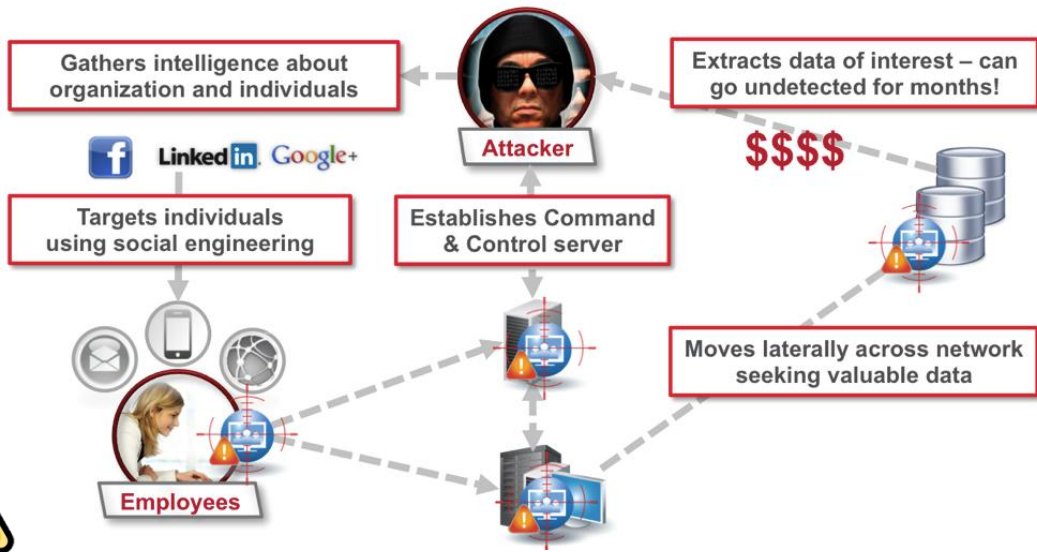 Gathers intelligence about
organization and individuals
Extracts data of interest – can
go undetected for months!
Attacker
$$$$
f
Linked in.
Google+
Targets individuals
using social engineering
Establishes Command
& Control server
Moves laterally across network
seeking valuable data
Employees